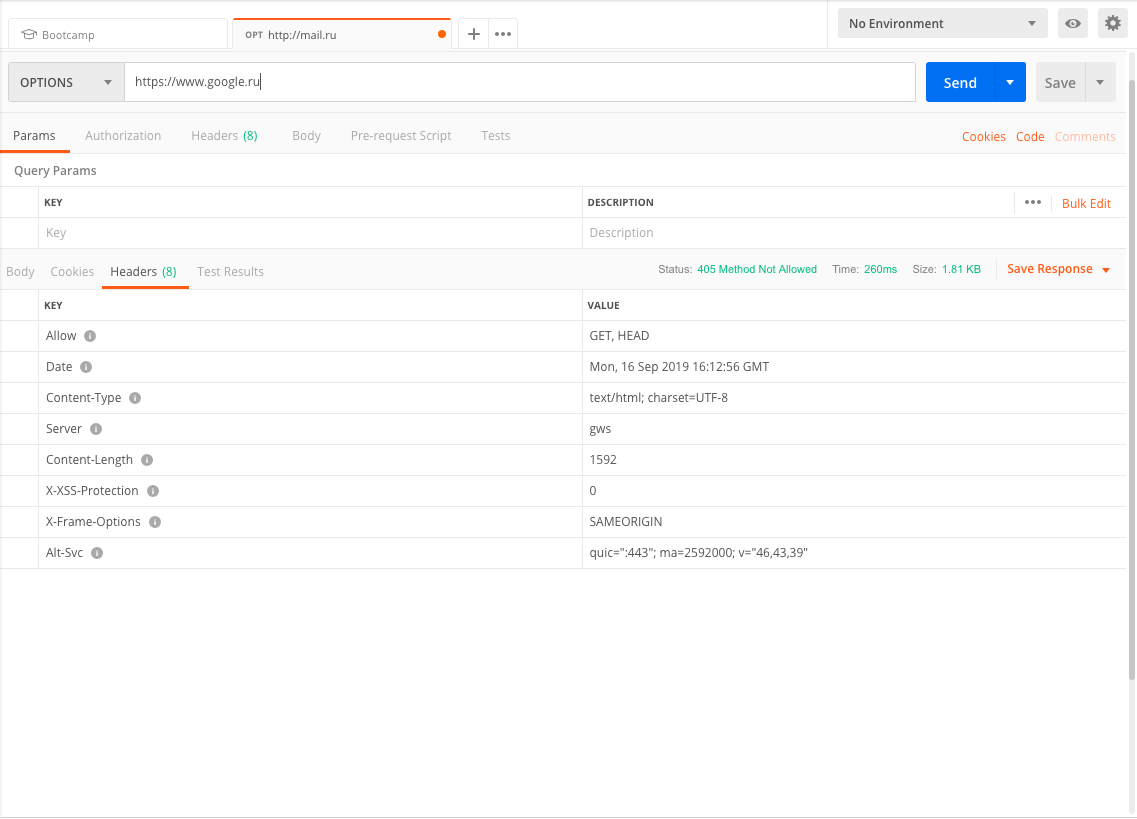 Bootcamp
OPT http://mail.ru
No Environment
OPTIONS https://www.google.ru Send Save
Params Authorization Headers (8) Body Pre-request Script Tests Cookies Code Comments
Query Params
KEY DESCRIPTION Bulk Edit
Key Description
Body Cookies Headers (8) Test Results Status: 405 Method Not Allowed Time: 260ms Size: 1.81 KB Save Response
KEY VALUE
Allow GET, HEAD
Date Mon, 16 Sep 2019 16:12:56 GMT
Content-Type text/html; charset=UTF-8
Server gws
Content-Length 1592
X-XSS-Protection 0
X-Frame-Options SAMEORIGIN
Alt-Svc quic=":443"; ma=2592000; v="46,43,39"